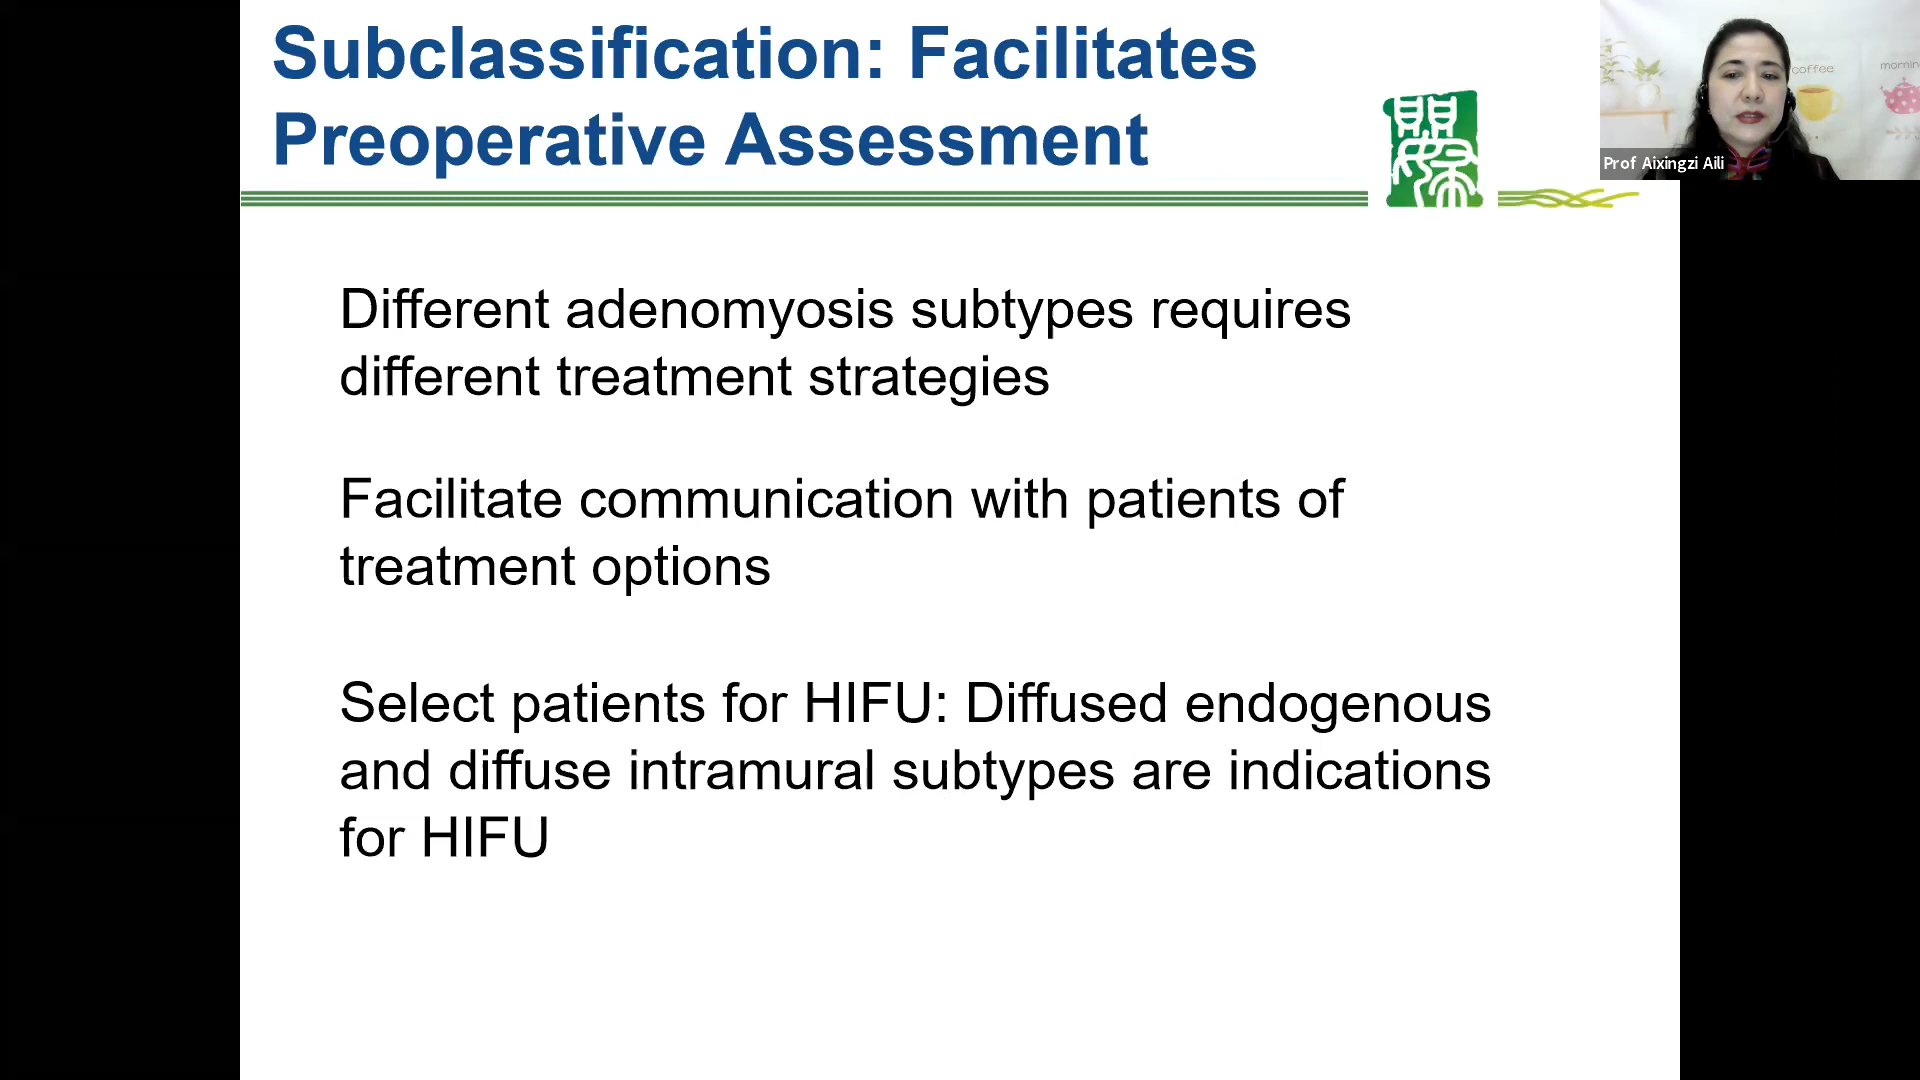 Subclassification: Facilitates
Preoperative Assessment
coffee
Prof Aixingzi Aili
Different adenomyosis subtypes requires
different treatment strategies
Facilitate communication with patients of
treatment options
Select patients for HIFU: Diffused endogenous
and diffuse intramural subtypes are indications
for HIFU